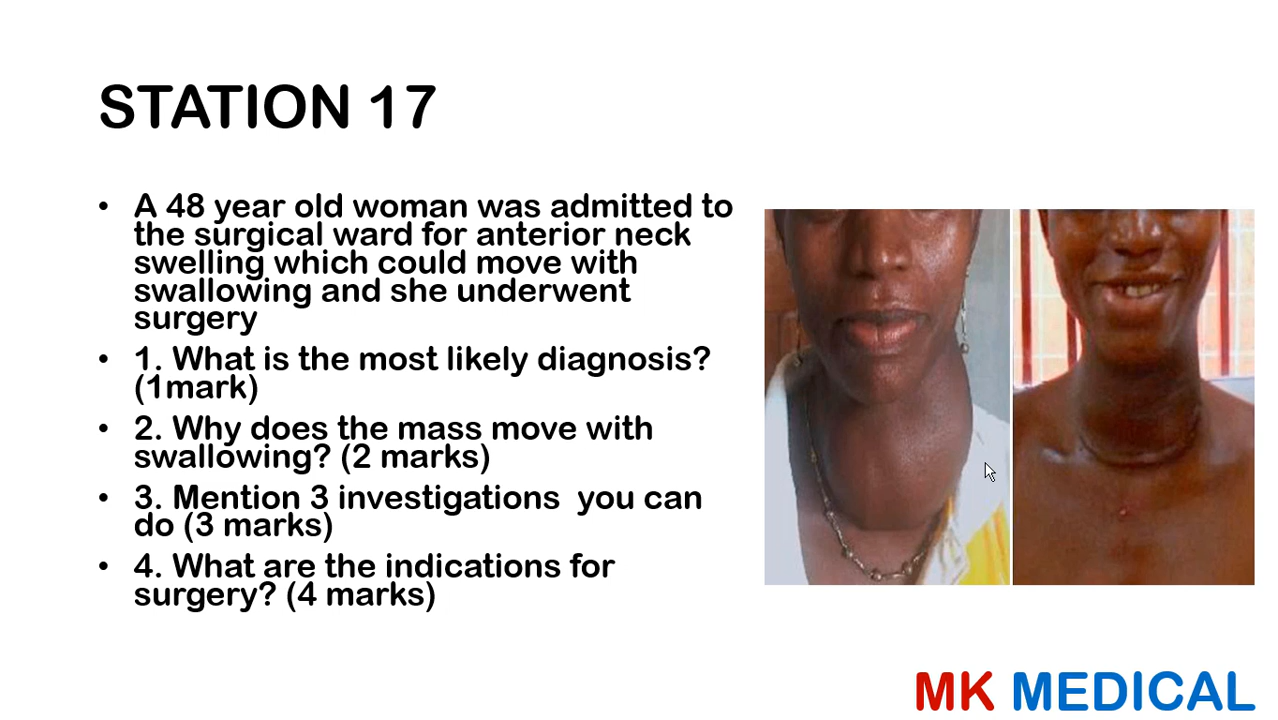 STATION 17
• A 48 year old woman was admitted to
the surgical ward for anterior neck
swelling which could move with
swallowing and she underwent
surgery
• 1. What is the most likely diagnosis?
(1mark)
• 2. Why does the mass move with
swallowing? (2 marks)
• 3. Mention 3 investigations  you can
do (3 marks)
• 4. What are the indications for
surgery? (4 marks)
MK MEDICAL